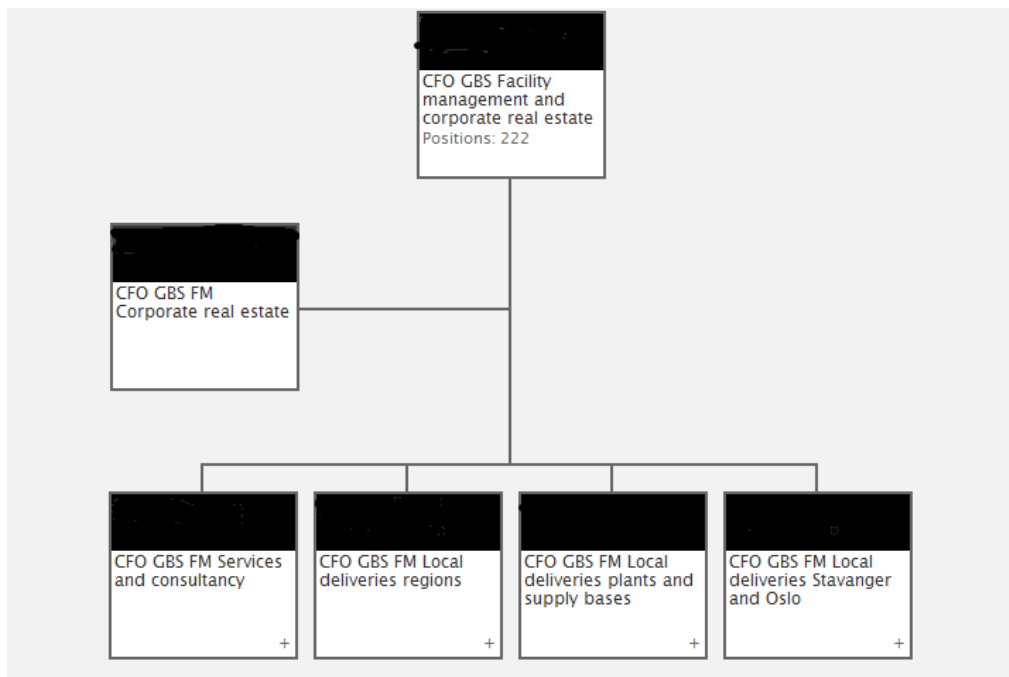 CFO GBS Facility
management and
corporate real estate
Positions: 222
CFO GBS FM
Corporate real estate
CFO GBS FM Services
and consultancy
+
CFO GBS FM Local
deliveries regions
+
CFO GBS FM Local
deliveries plants and
supply bases
+
CFO GBS FM Local
deliveries Stavanger
and Oslo
+